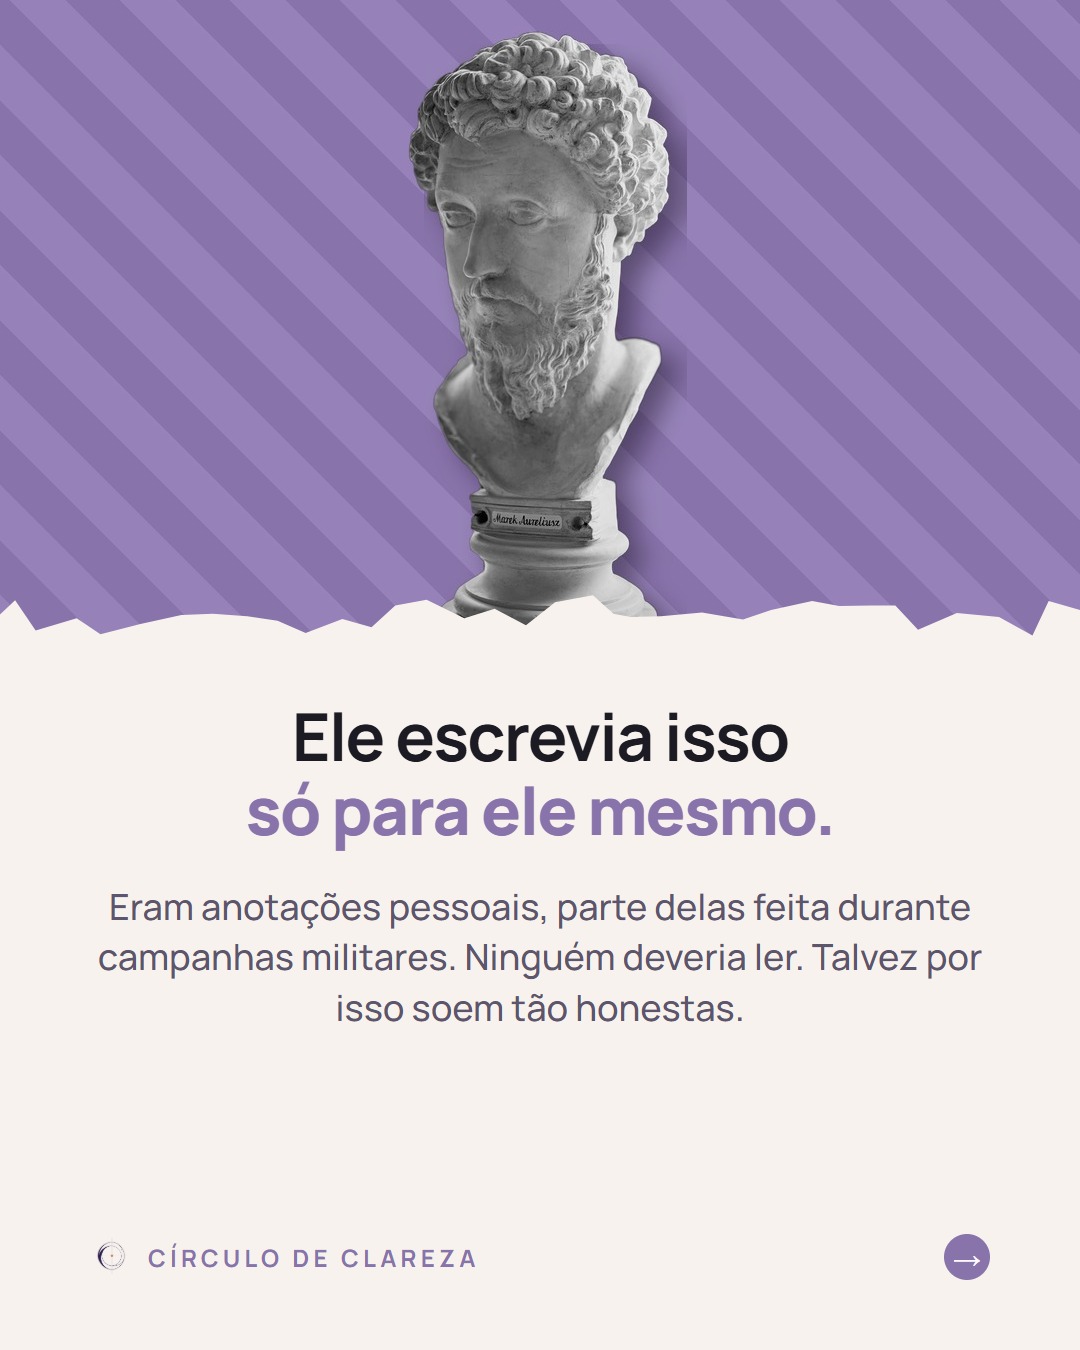 Marek Aureliusz
Ele escrevia isso
só para ele mesmo.
Eram anotações pessoais, parte delas feita durante
campanhas militares. Ninguém deveria ler. Talvez por
isso soem tão honestas.
CÍRCULO DE CLAREZA
→